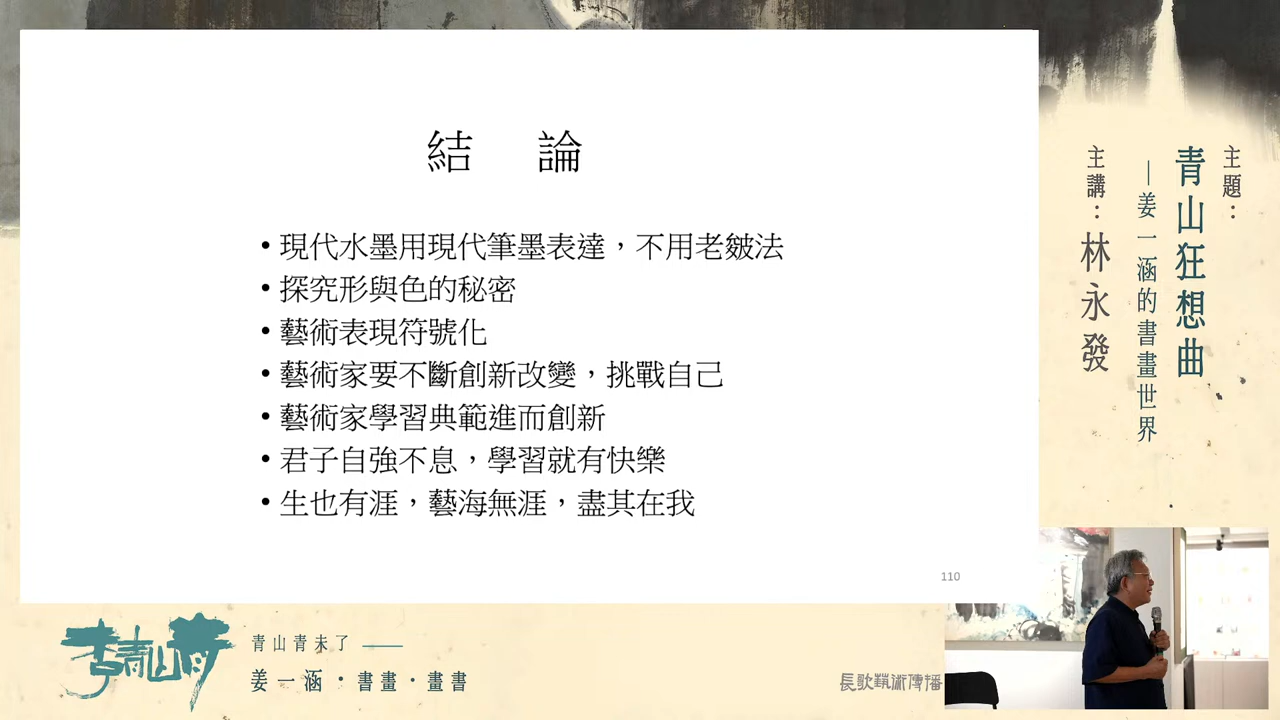 結 論
• 現代水墨用現代筆墨表達，不用老皴法
• 探究形與色的秘密
• 藝術表現符號化
• 藝術家要不斷創新改變，挑戰自己
• 藝術家學習典範進而創新
• 君子自強不息，學習就有快樂
• 生也有涯，藝海無涯，盡其在我
110
主題：
青山狂想曲
—姜一涵的書畫世界
主講：林永發
青山青未了——
姜一涵・書畫・畫書
長歌藝術傳播